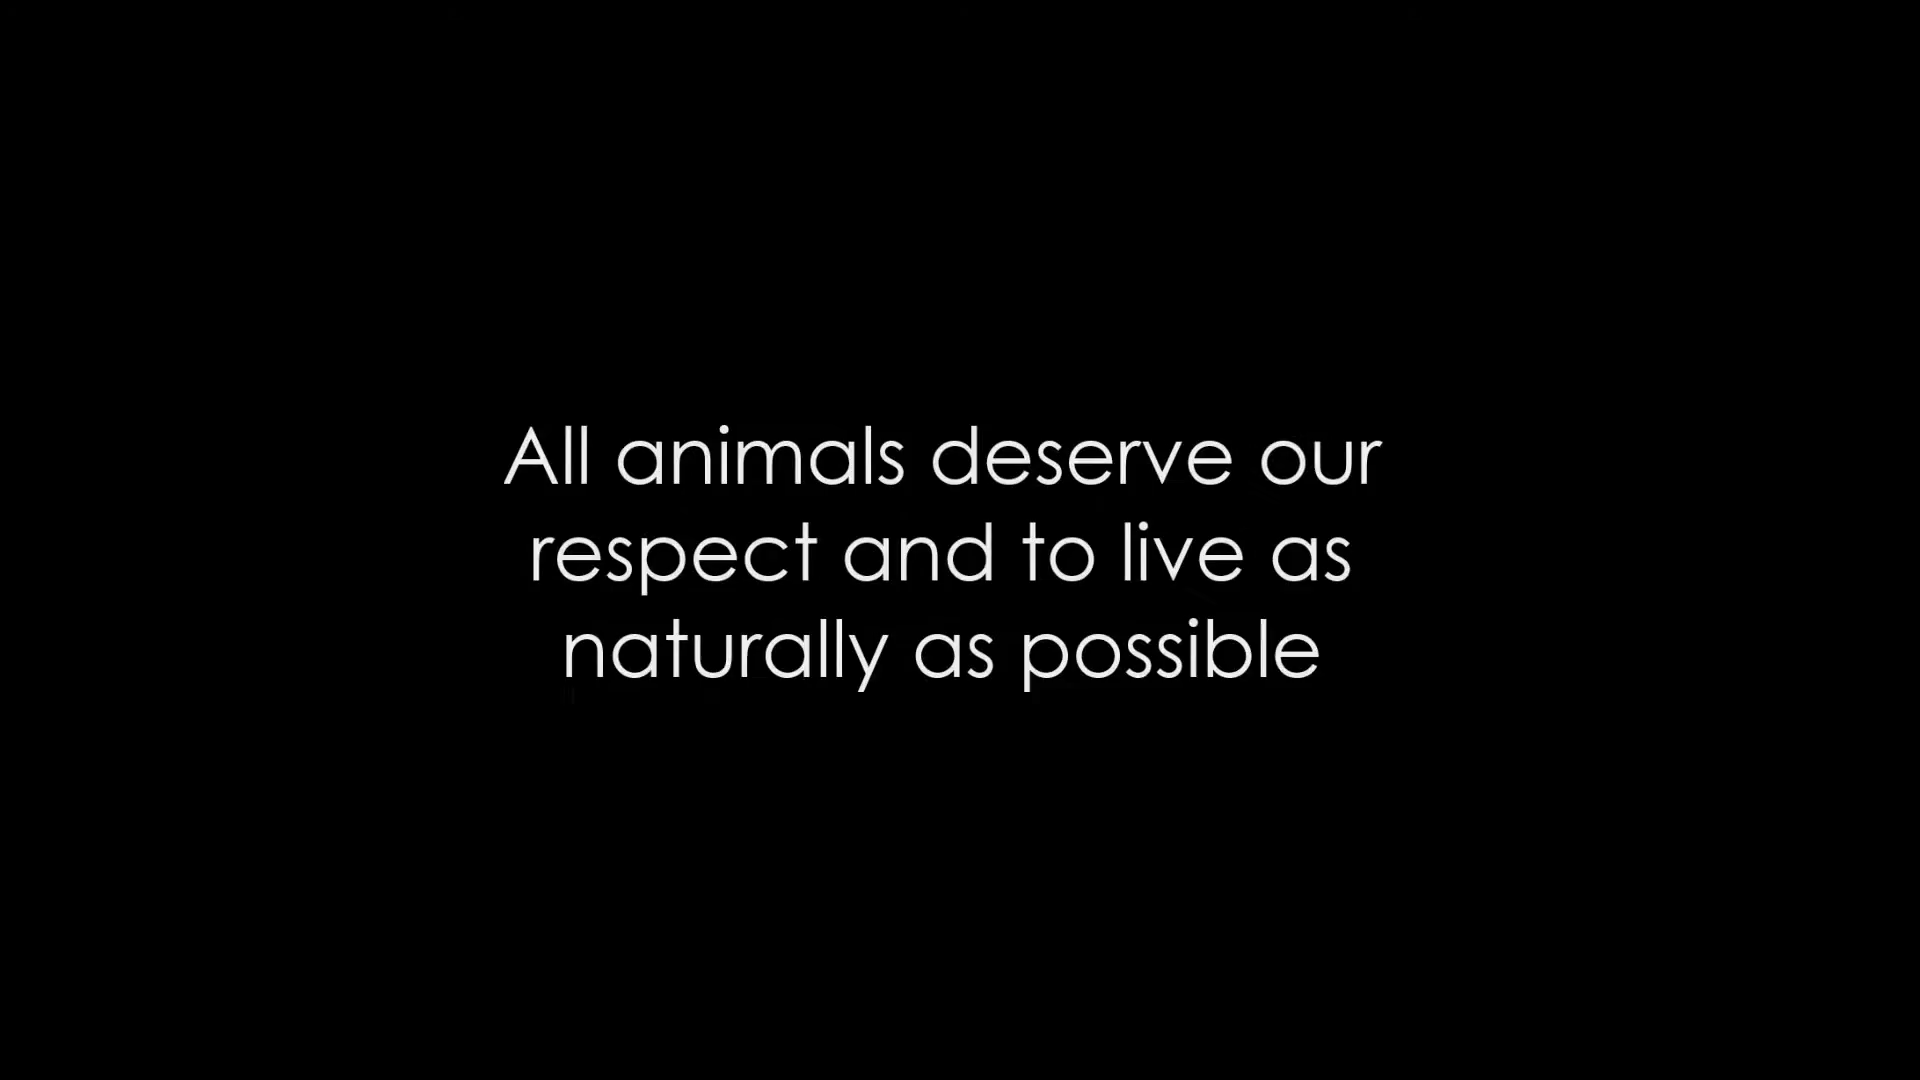 All animals deserve our
respect and to live as
naturally as possible